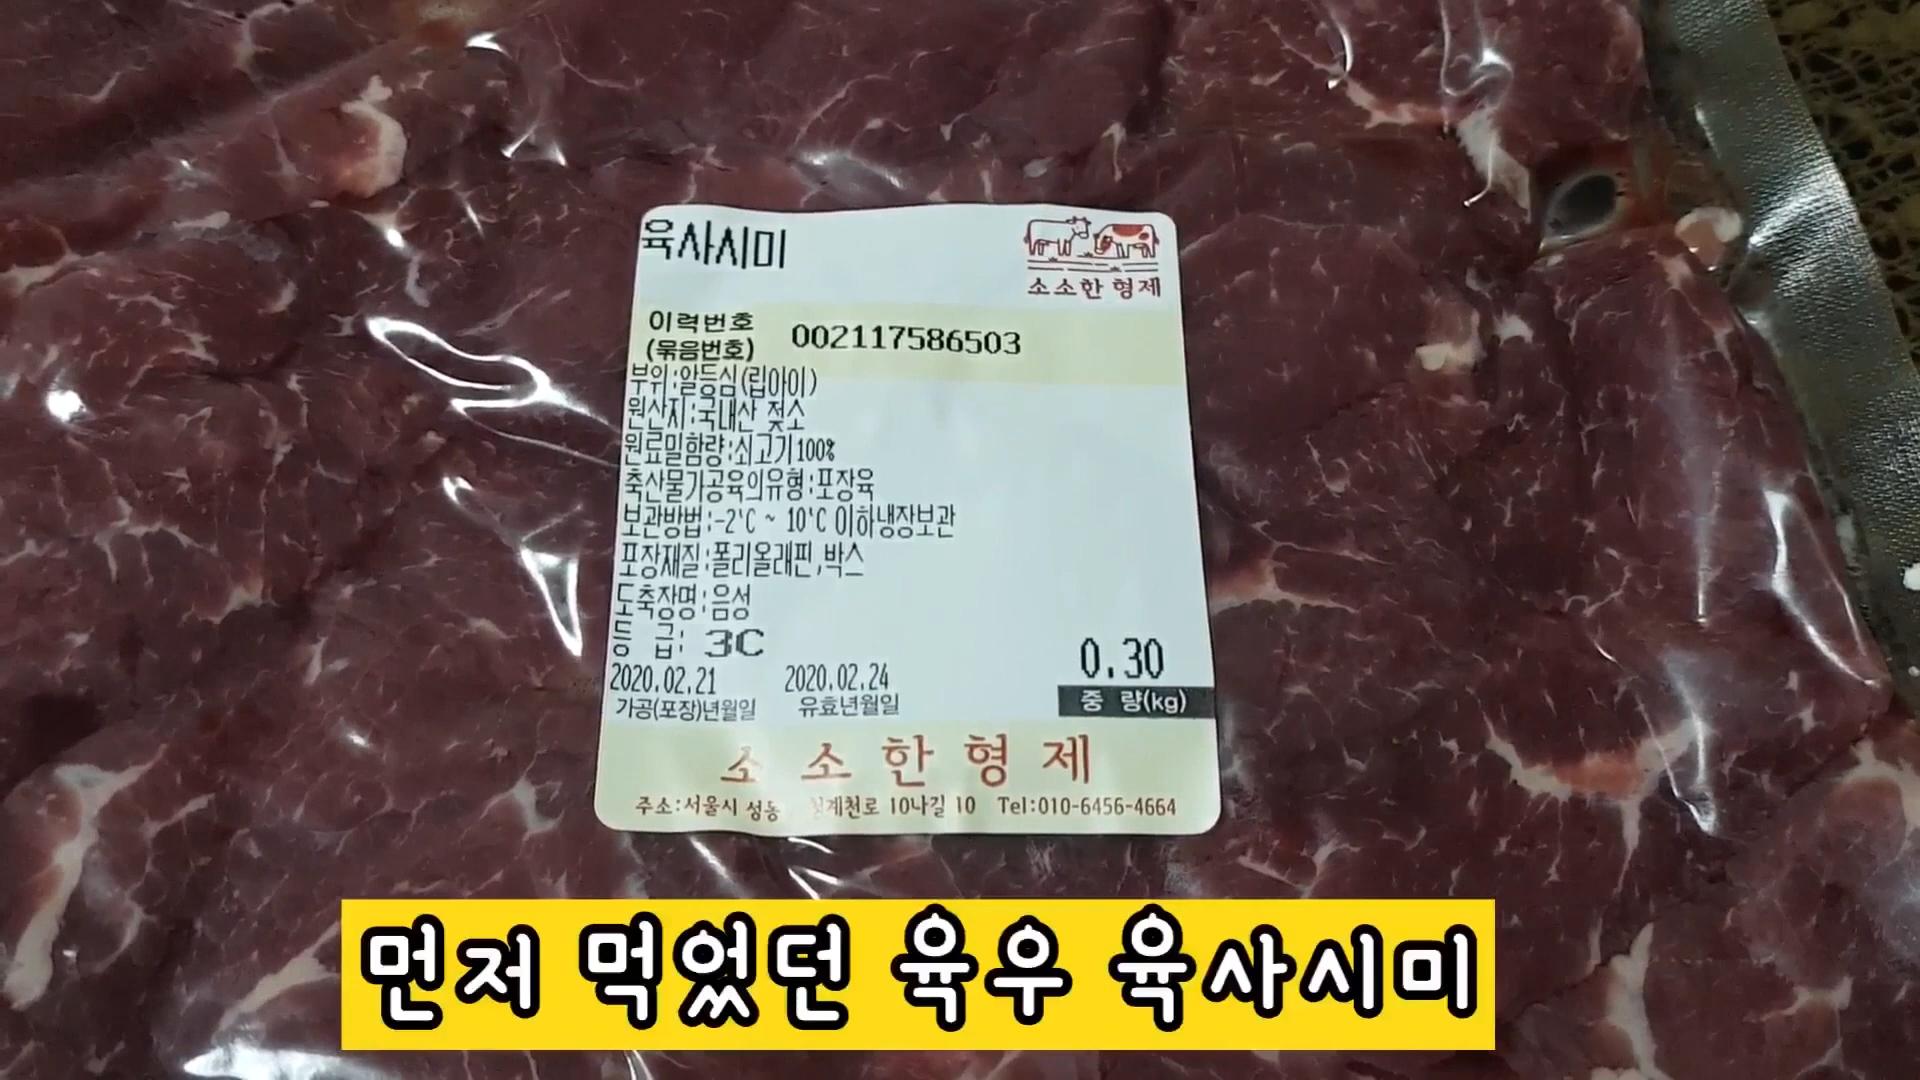 육사시미
소소한 형제
이력번호
(묶음번호)
002117586503
부위:알등심(립아이)
원산지:국내산 젖소
원료밀함량:쇠고기100%
축산물가공육의유형:포장육
보관방법:-2°C ~ 10°C 이하냉장보관
포장재질:폴리올래핀,박스
도축장명:음성
등 급: 3C
0.30
2020.02.21 2020.02.24
가공(포장)년월일 유효년월일
중 량(kg)
소소한형제
주소:서울시 성동 계천로 10나길 10 Tel:010-6456-4664
먼저 먹었던 육우 육사시미